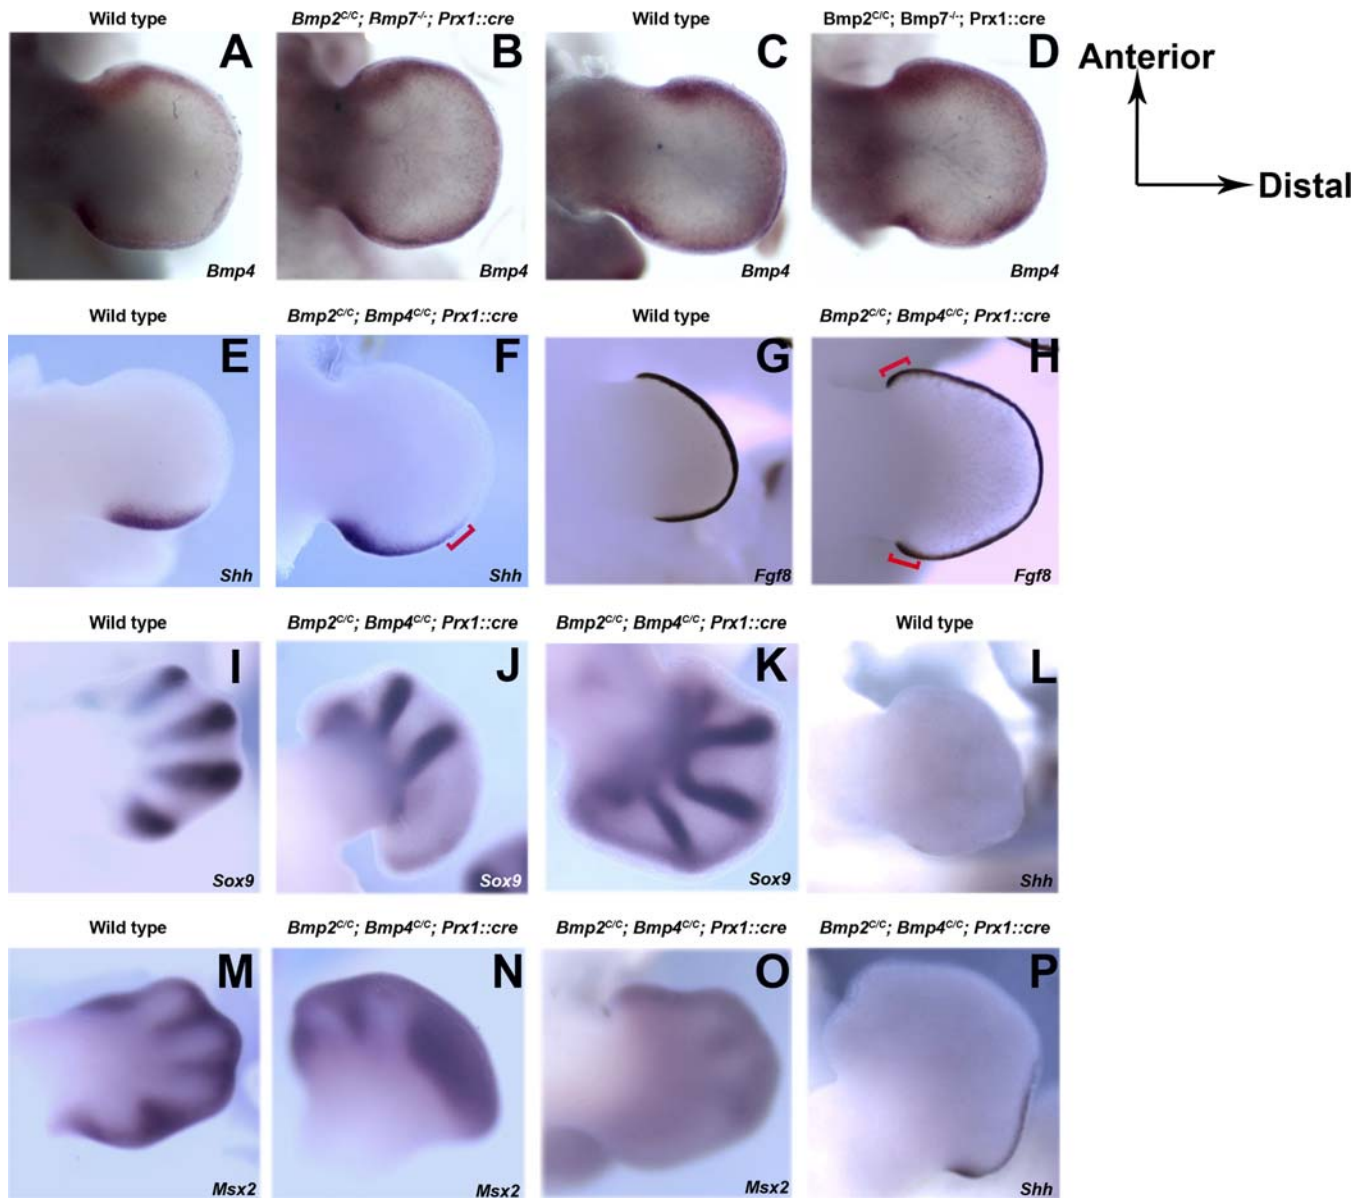 Wild type
Bmp2C/C; Bmp7-/-; Prx1::cre
Wild type
Bmp2C/C; Bmp7-/-; Prx1::cre
A
B
C
D
Anterior
Distal
Bmp4
Bmp4
Bmp4
Bmp4
Wild type
Bmp2C/C; Bmp4C/C; Prx1::cre
Wild type
Bmp2C/C; Bmp4C/C; Prx1::cre
E
F
G
H
Shh
Shh
Fgf8
Fgf8
Wild type
Bmp2C/C; Bmp4C/C; Prx1::cre
Bmp2C/C; Bmp4C/C; Prx1::cre
Wild type
I
J
K
L
Sox9
Sox9
Sox9
Shh
Wild type
Bmp2C/C; Bmp4C/C; Prx1::cre
Bmp2C/C; Bmp4C/C; Prx1::cre
Bmp2C/C; Bmp4C/C; Prx1::cre
M
N
O
P
Msx2
Msx2
Msx2
Shh